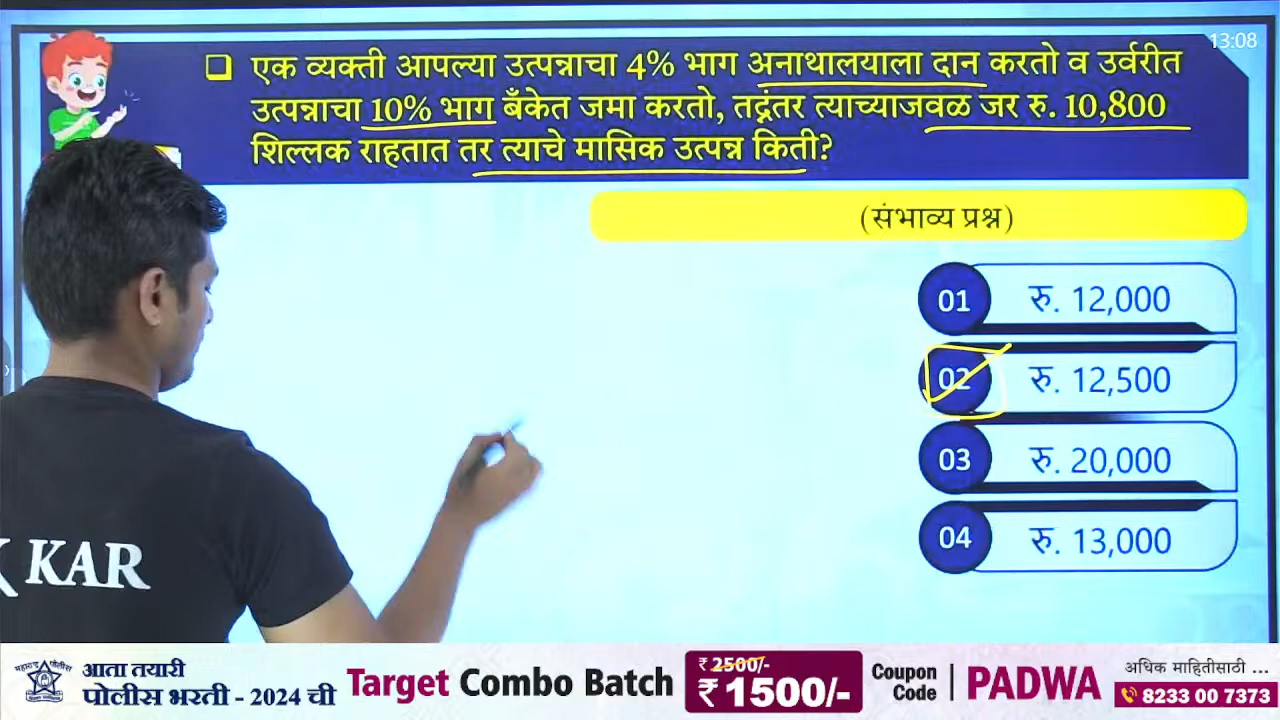 13:08
एक व्यक्ती आपल्या उत्पन्नाचा 4% भाग अनाथालयाला दान करतो व उर्वरीत
उत्पन्नाचा 10% भाग बँकेत जमा करतो, तद्नंतर त्याच्याजवळ जर रु. 10,800
शिल्लक राहतात तर त्याचे मासिक उत्पन्न किती?
(संभाव्य प्रश्न)
01 रु. 12,000
02 रु. 12,500
03 रु. 20,000
04 रु. 13,000
KAR
आता तयारी
पोलीस भरती - 2024 ची
Target Combo Batch
₹ 2500/-
₹ 1500/-
Coupon
Code
PADWA
अधिक माहितीसाठी ...
8233 00 7373